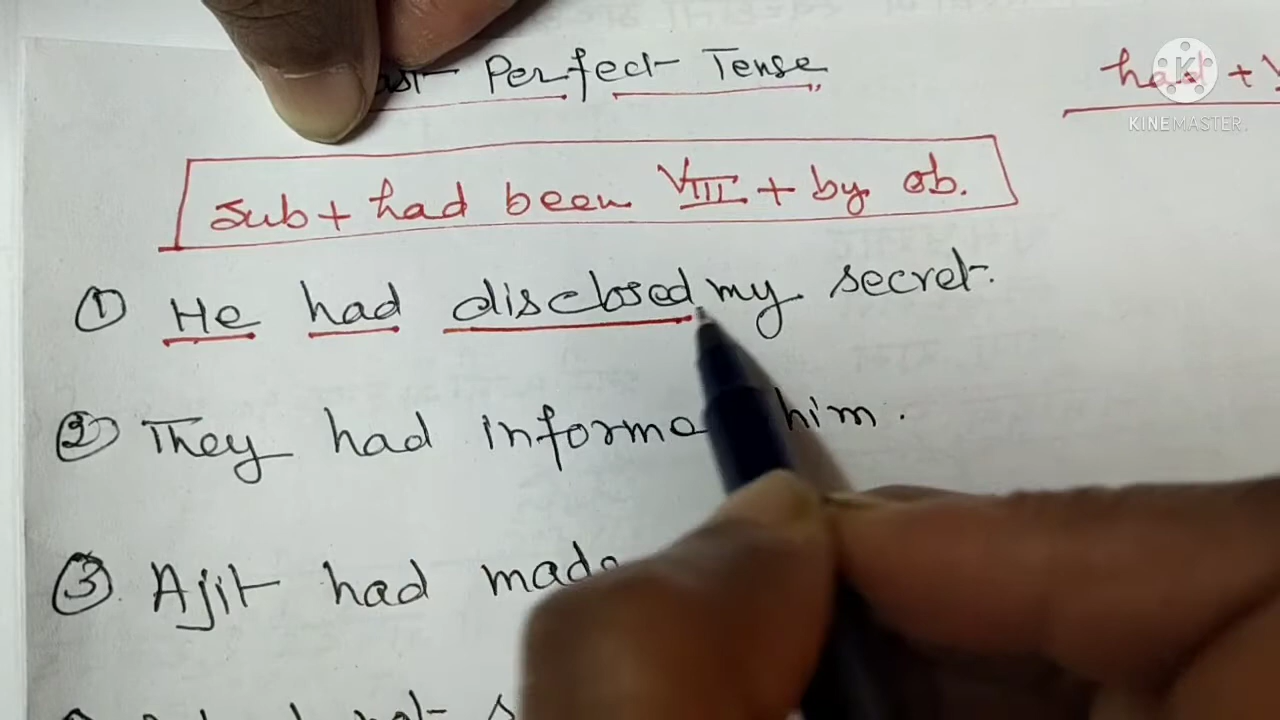 Perfect Tense
had +
KINEMASTER.
Sub + had been VIII + by ob.
① He had disclosed my secret.
② They had him.
③ Ajit had made